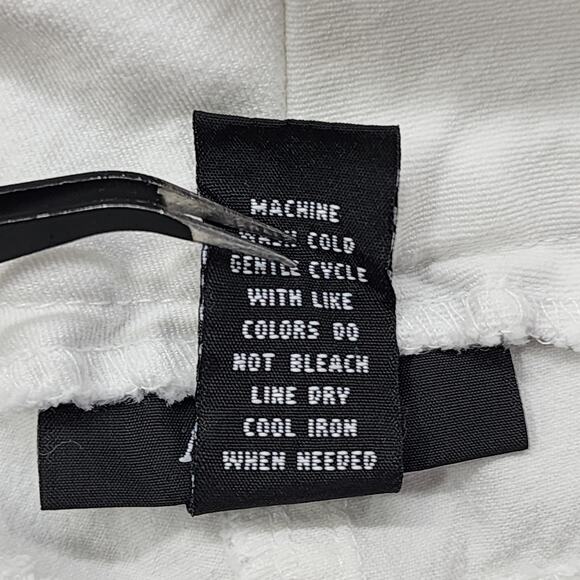 MACHINE
WASH COLD
GENTLE CYCLE
WITH LIKE
COLORS DO
NOT BLEACH
LINE DRY
COOL IRON
WHEN NEEDED